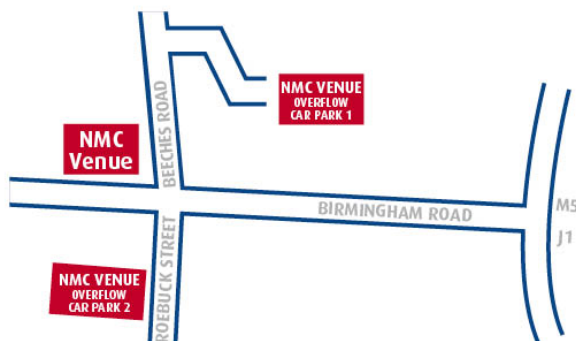 NMC VENUE
OVERFLOW
CAR PARK 1
BEECHES ROAD
NMC
Venue
BIRMINGHAM ROAD
M5
J1
ROEBUCK STREET
NMC VENUE
OVERFLOW
CAR PARK 2